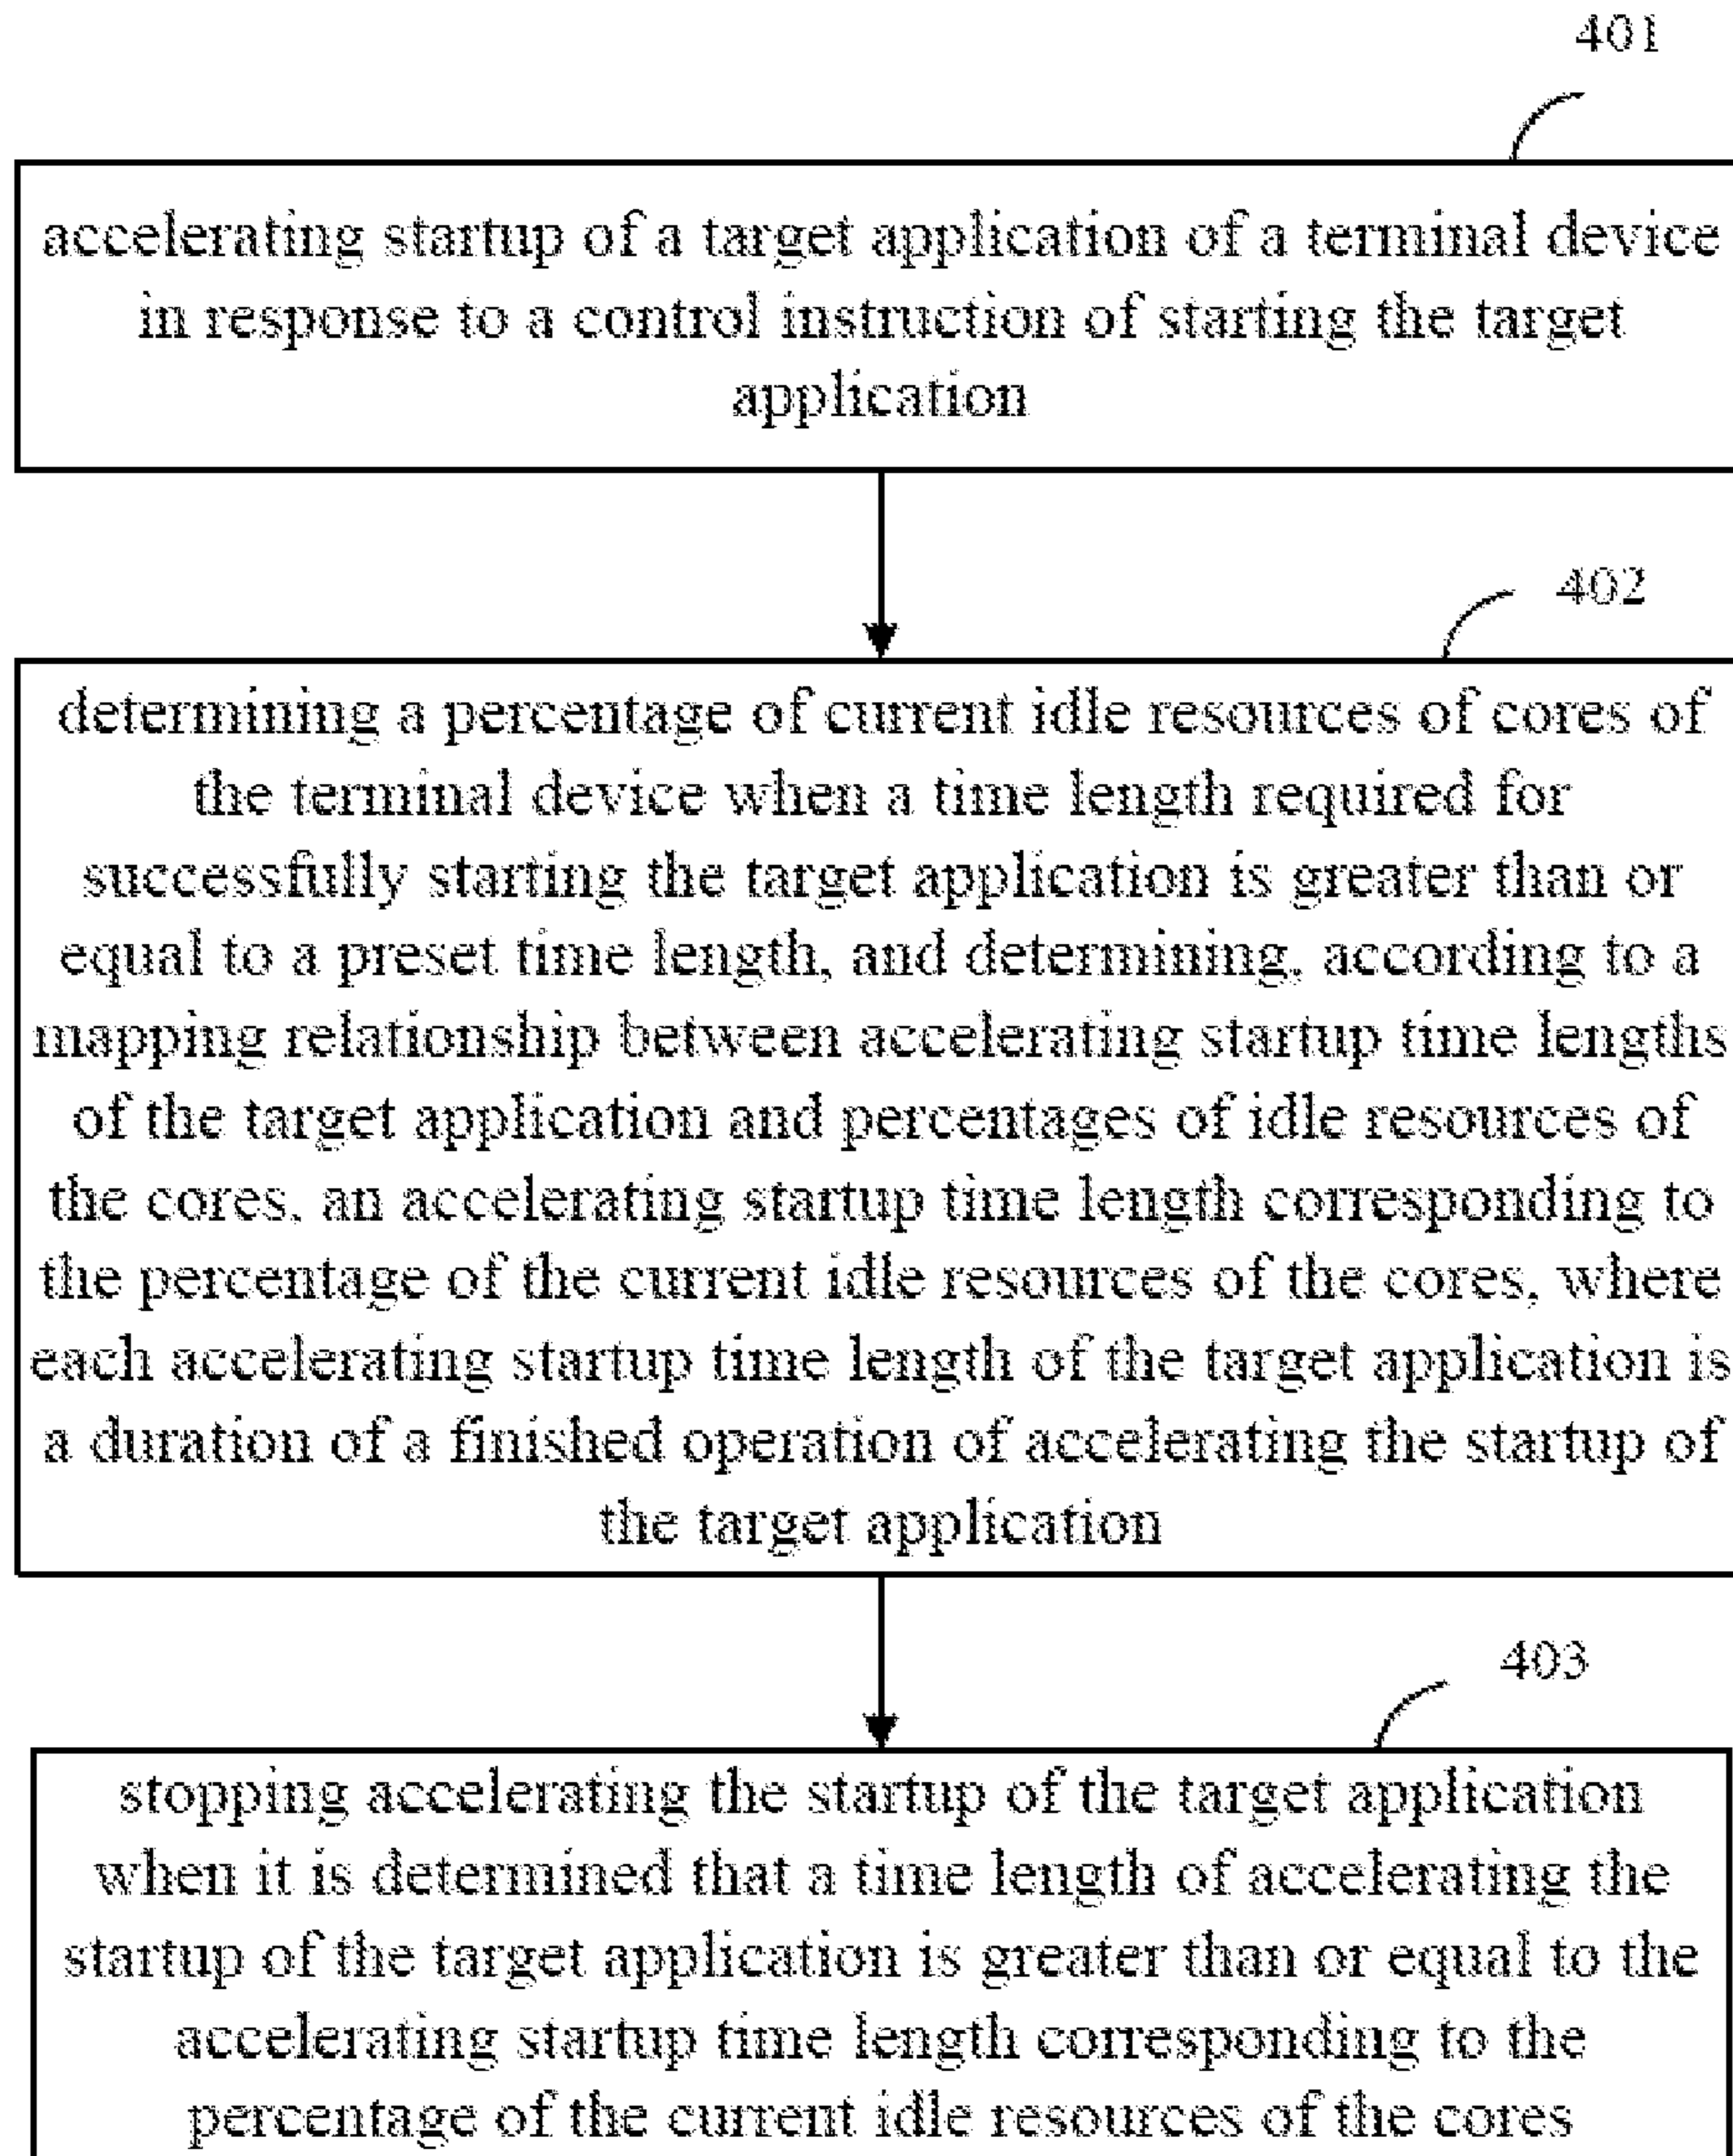 401
accelerating startup of a target application of a terminal device
in response to a control instruction of starting the target
application
402
determining a percentage of current idle resources of cores of
the terminal device when a time length required for
successfully starting the target application is greater than or
equal to a preset time length, and determining, according to a
mapping relationship between accelerating startup time lengths
of the target application and percentages of idle resources of
the cores, an accelerating startup time length corresponding to
the percentage of the current idle resources of the cores, where
each accelerating startup time length of the target application is
a duration of a finished operation of accelerating the startup of
the target application
403
stopping accelerating the startup of the target application
when it is determined that a time length of accelerating the
startup of the target application is greater than or equal to the
accelerating startup time length corresponding to the
percentage of the current idle resources of the cores